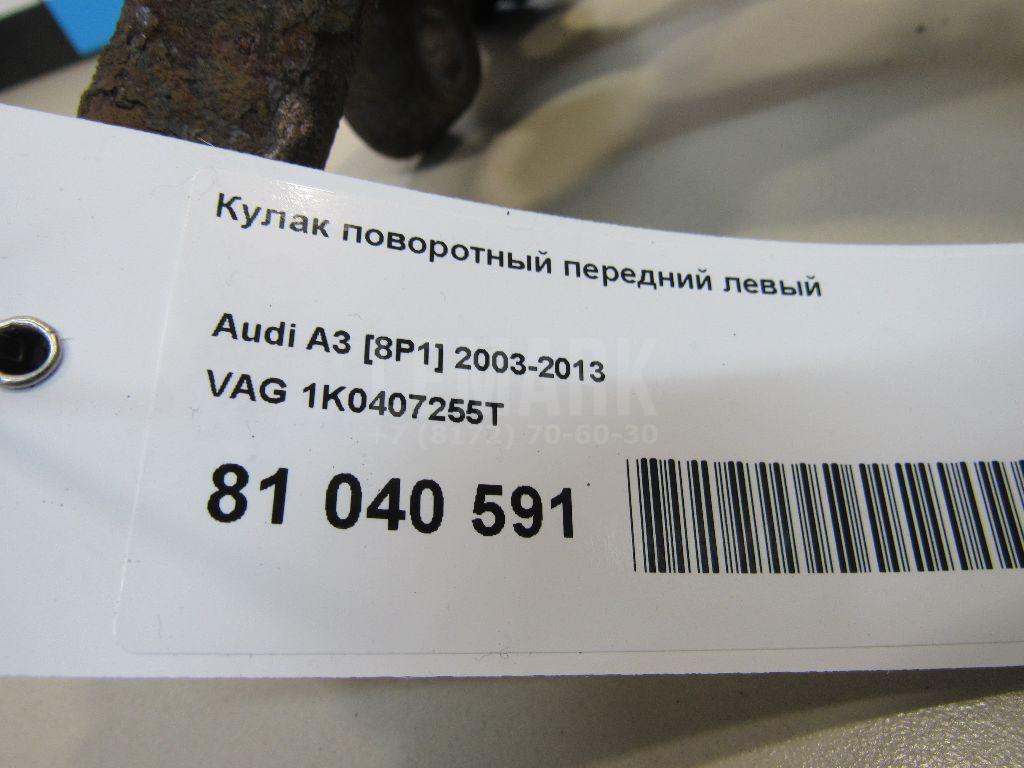 Кулак поворотный передний левый
Audi A3 [8P1] 2003-2013
VAG 1K0407255T
81 040 591
+7 (8172) 70-60-30